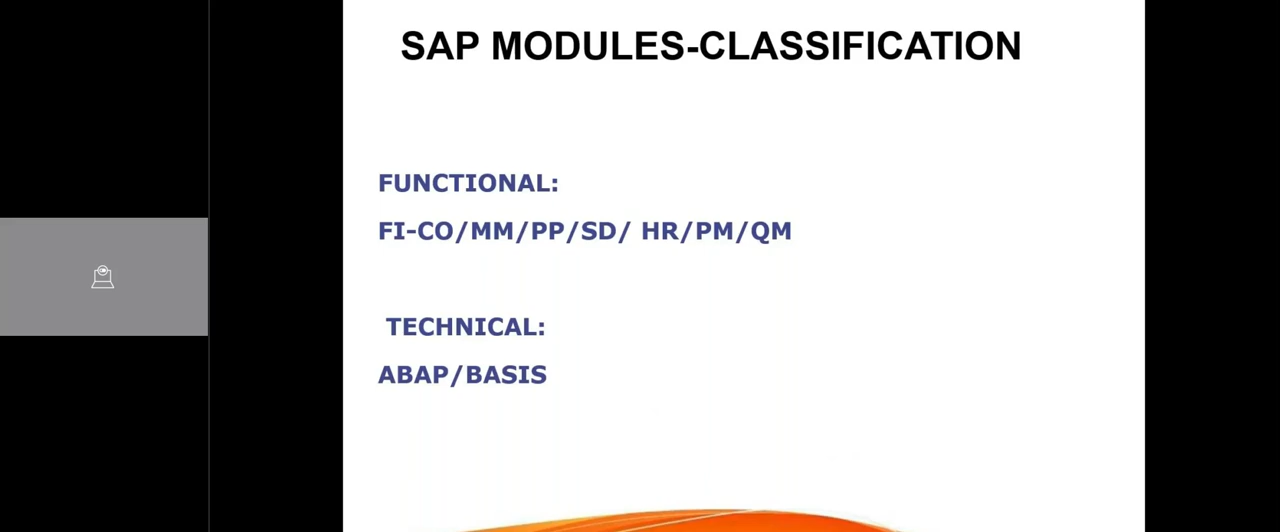 SAP MODULES-CLASSIFICATION
FUNCTIONAL:
FI-CO/MM/PP/SD/ HR/PM/QM
TECHNICAL:
ABAP/BASIS